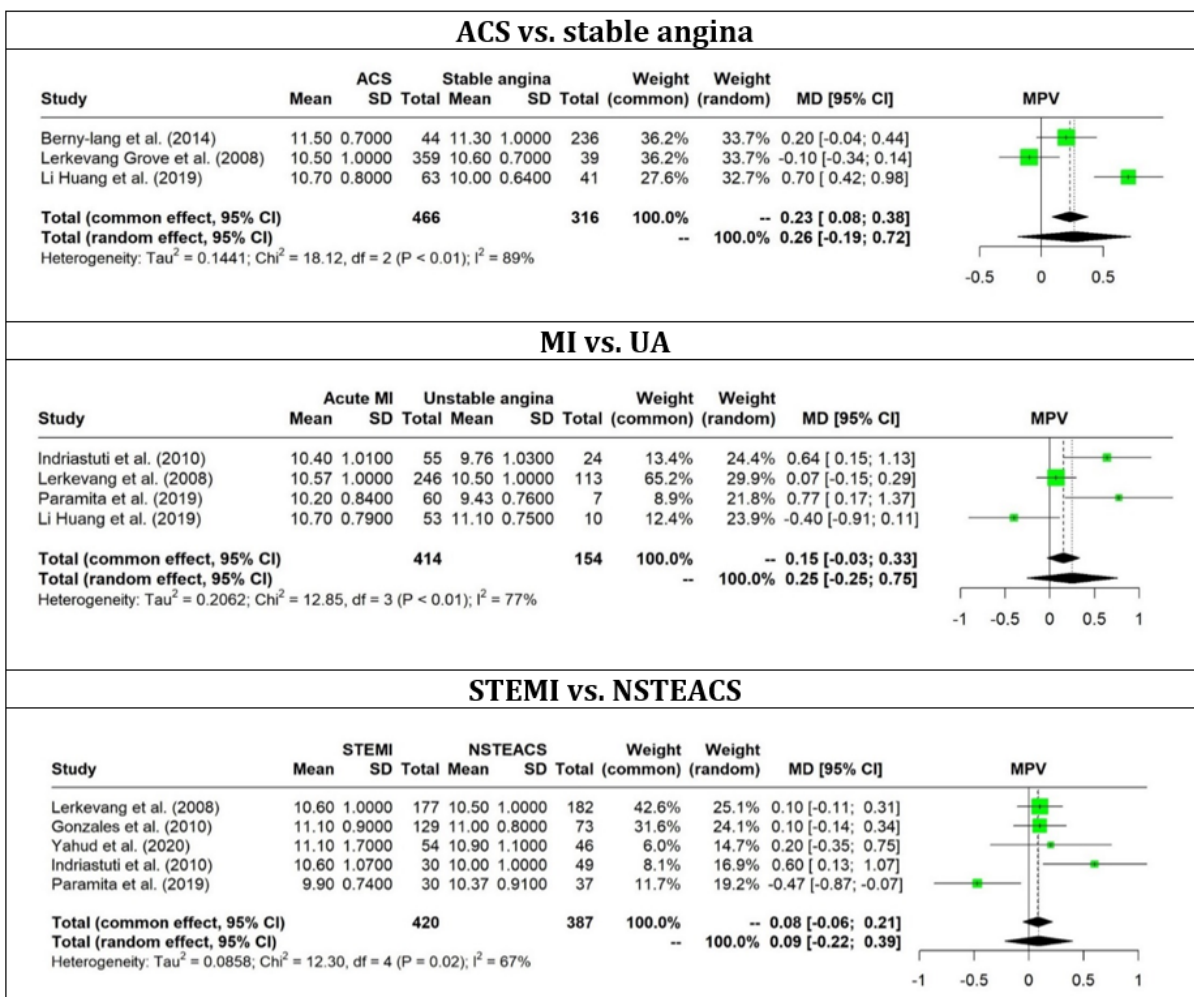 ACS vs. stable angina
ACS Stable angina Weight Weight
Study Mean SD Total Mean SD Total (common) (random) MD [95% CI] MPV
Berny-lang et al. (2014) 11.50 0.7000 44 11.30 1.0000 236 36.2% 33.7% 0.20 [-0.04; 0.44]
Lerkevang Grove et al. (2008) 10.50 1.0000 359 10.60 0.7000 39 36.2% 33.7% -0.10 [-0.34; 0.14]
Li Huang et al. (2019) 10.70 0.8000 63 10.00 0.6400 41 27.6% 32.7% 0.70 [ 0.42; 0.98]
Total (common effect, 95% CI) 466 316 100.0% -- 0.23 [ 0.08; 0.38]
Total (random effect, 95% CI) -- 100.0% 0.26 [-0.19; 0.72]
Heterogeneity: Tau² = 0.1441; Chi² = 18.12, df = 2 (P < 0.01); I² = 89%
-0.5 0 0.5
MI vs. UA
Acute MI Unstable angina Weight Weight
Study Mean SD Total Mean SD Total (common) (random) MD [95% CI] MPV
Indriastuti et al. (2010) 10.40 1.0100 55 9.76 1.0300 24 13.4% 24.4% 0.64 [ 0.15; 1.13]
Lerkevang et al. (2008) 10.57 1.0000 246 10.50 1.0000 113 65.2% 29.9% 0.07 [-0.15; 0.29]
Paramita et al. (2019) 10.20 0.8400 60 9.43 0.7600 7 8.9% 21.8% 0.77 [ 0.17; 1.37]
Li Huang et al. (2019) 10.70 0.7900 53 11.10 0.7500 10 12.4% 23.9% -0.40 [-0.91; 0.11]
Total (common effect, 95% CI) 414 154 100.0% -- 0.15 [-0.03; 0.33]
Total (random effect, 95% CI) -- 100.0% 0.25 [-0.25; 0.75]
Heterogeneity: Tau² = 0.2062; Chi² = 12.85, df = 3 (P < 0.01); I² = 77%
-1 -0.5 0 0.5 1
STEMI vs. NSTEACS
STEMI NSTEACS Weight Weight
Study Mean SD Total Mean SD Total (common) (random) MD [95% CI] MPV
Lerkevang et al. (2008) 10.60 1.0000 177 10.50 1.0000 182 42.6% 25.1% 0.10 [-0.11; 0.31]
Gonzales et al. (2010) 11.10 0.9000 129 11.00 0.8000 73 31.6% 24.1% 0.10 [-0.14; 0.34]
Yahud et al. (2020) 11.10 1.7000 54 10.90 1.1000 46 6.0% 14.7% 0.20 [-0.35; 0.75]
Indriastuti et al. (2010) 10.60 1.0700 30 10.00 1.0000 49 8.1% 16.9% 0.60 [ 0.13; 1.07]
Paramita et al. (2019) 9.90 0.7400 30 10.37 0.9100 37 11.7% 19.2% -0.47 [-0.87; -0.07]
Total (common effect, 95% CI) 420 387 100.0% -- 0.08 [-0.06; 0.21]
Total (random effect, 95% CI) -- 100.0% 0.09 [-0.22; 0.39]
Heterogeneity: Tau² = 0.0858; Chi² = 12.30, df = 4 (P = 0.02); I² = 67%
-1 -0.5 0 0.5 1